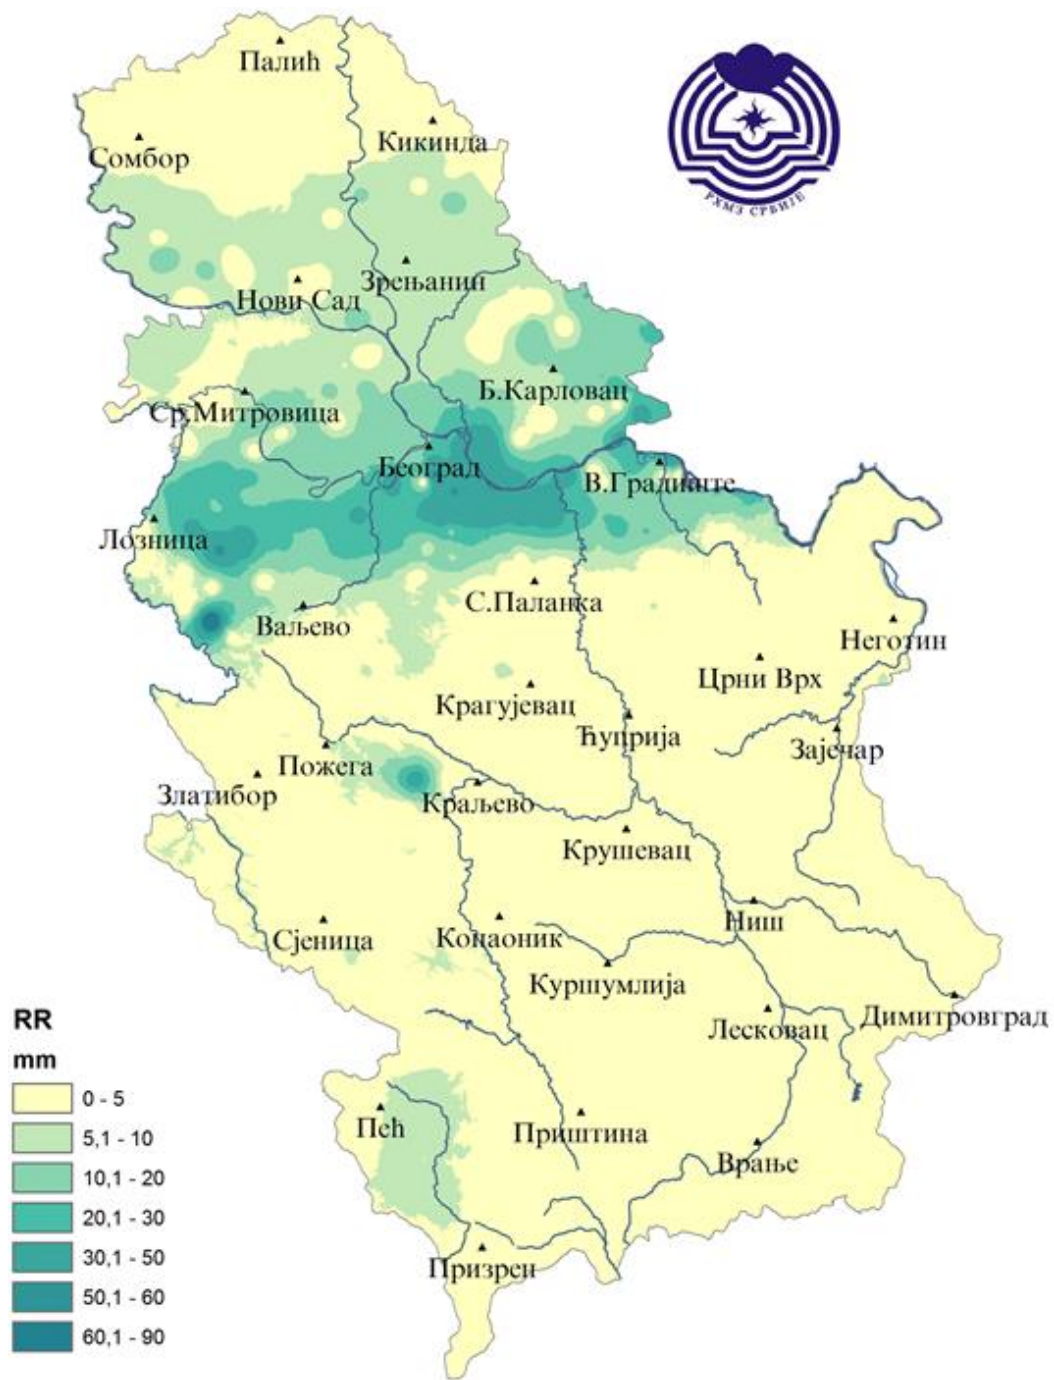 Палић
Кикинда
Сомбор
РХМЗ СРБИЈЕ
Зрењанин
Нови Сад
Б.Карловац
Ср.Митровица
Београд
В.Градиште
Лозница
С.Паланка
Ваљево
Неготин
Црни Врх
Крагујевац
Ћуприја
Зајечар
Пожега
Златибор
Краљево
Крушевац
Ниш
Сјеница
Копаоник
Куршумлија
Лесковац
Димитровград
RR
mm
0 - 5
5,1 - 10
10,1 - 20
20,1 - 30
30,1 - 50
50,1 - 60
60,1 - 90
Пећ
Приштина
Врање
Призрен